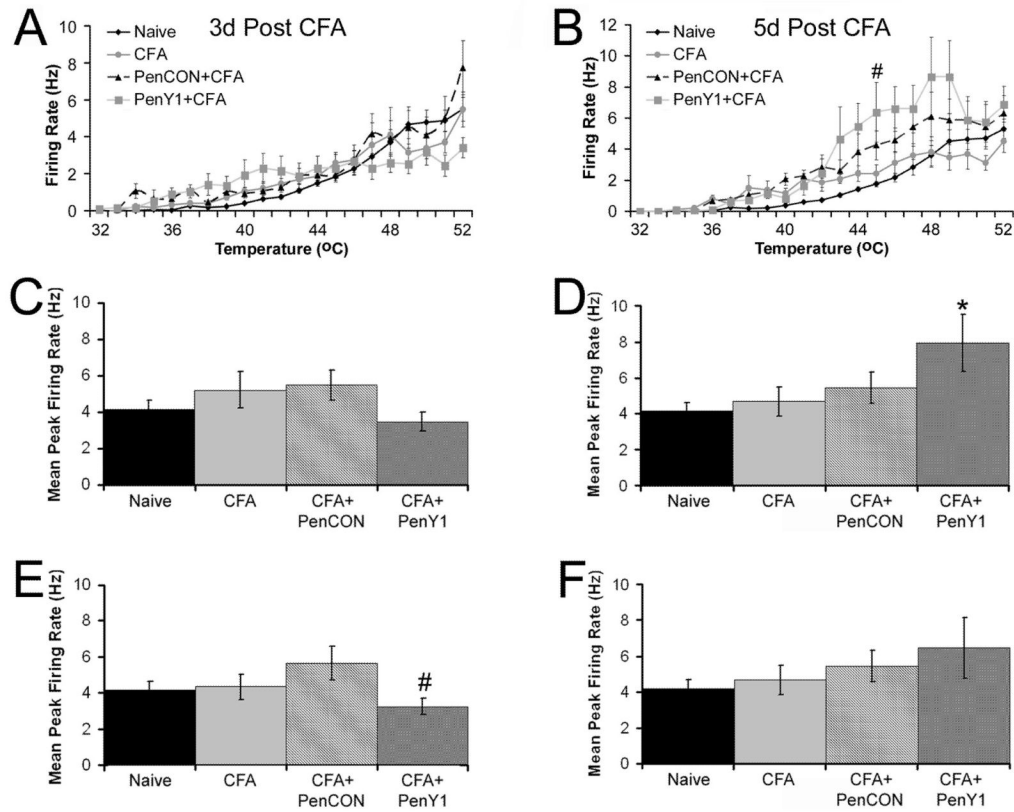 A
3d Post CFA
Naive
CFA
PenCON+CFA
PenY1+CFA
Firing Rate (Hz)
10
8
6
4
2
0
32 36 40 44 48 52
Temperature (ºC)
B
5d Post CFA
Naive
CFA
PenCON+CFA
PenY1+CFA
#
Firing Rate (Hz)
12
10
8
6
4
2
0
32 36 40 44 48 52
Temperature (ºC)
C
Mean Peak Firing Rate (Hz)
10
8
6
4
2
0
Naive CFA CFA+ CFA+
PenCON PenY1
D
Mean Peak Firing Rate (Hz)
10
8
6
4
2
0
*
Naive CFA CFA+ CFA+
PenCON PenY1
E
Mean Peak Firing Rate (Hz)
10
8
6
4
2
0
#
Naive CFA CFA+ CFA+
PenCON PenY1
F
Mean Peak Firing Rate (Hz)
10
8
6
4
2
0
Naive CFA CFA+ CFA+
PenCON PenY1